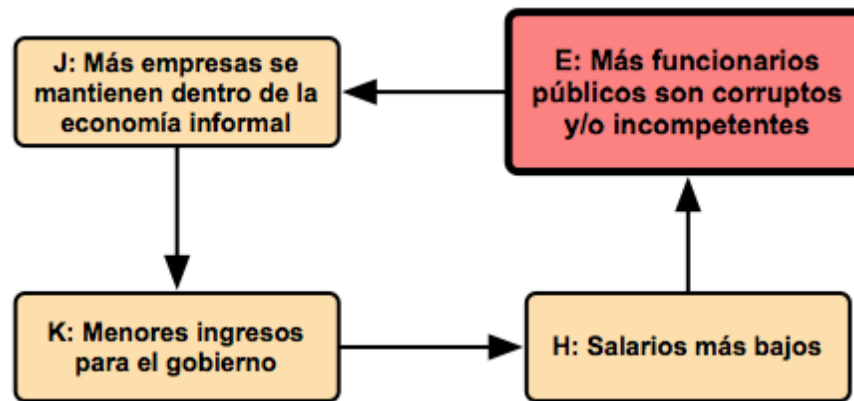 J: Más empresas se
mantienen dentro de la
economía informal
E: Más funcionarios
públicos son corruptos
y/o incompetentes
K: Menores ingresos
para el gobierno
H: Salarios más bajos